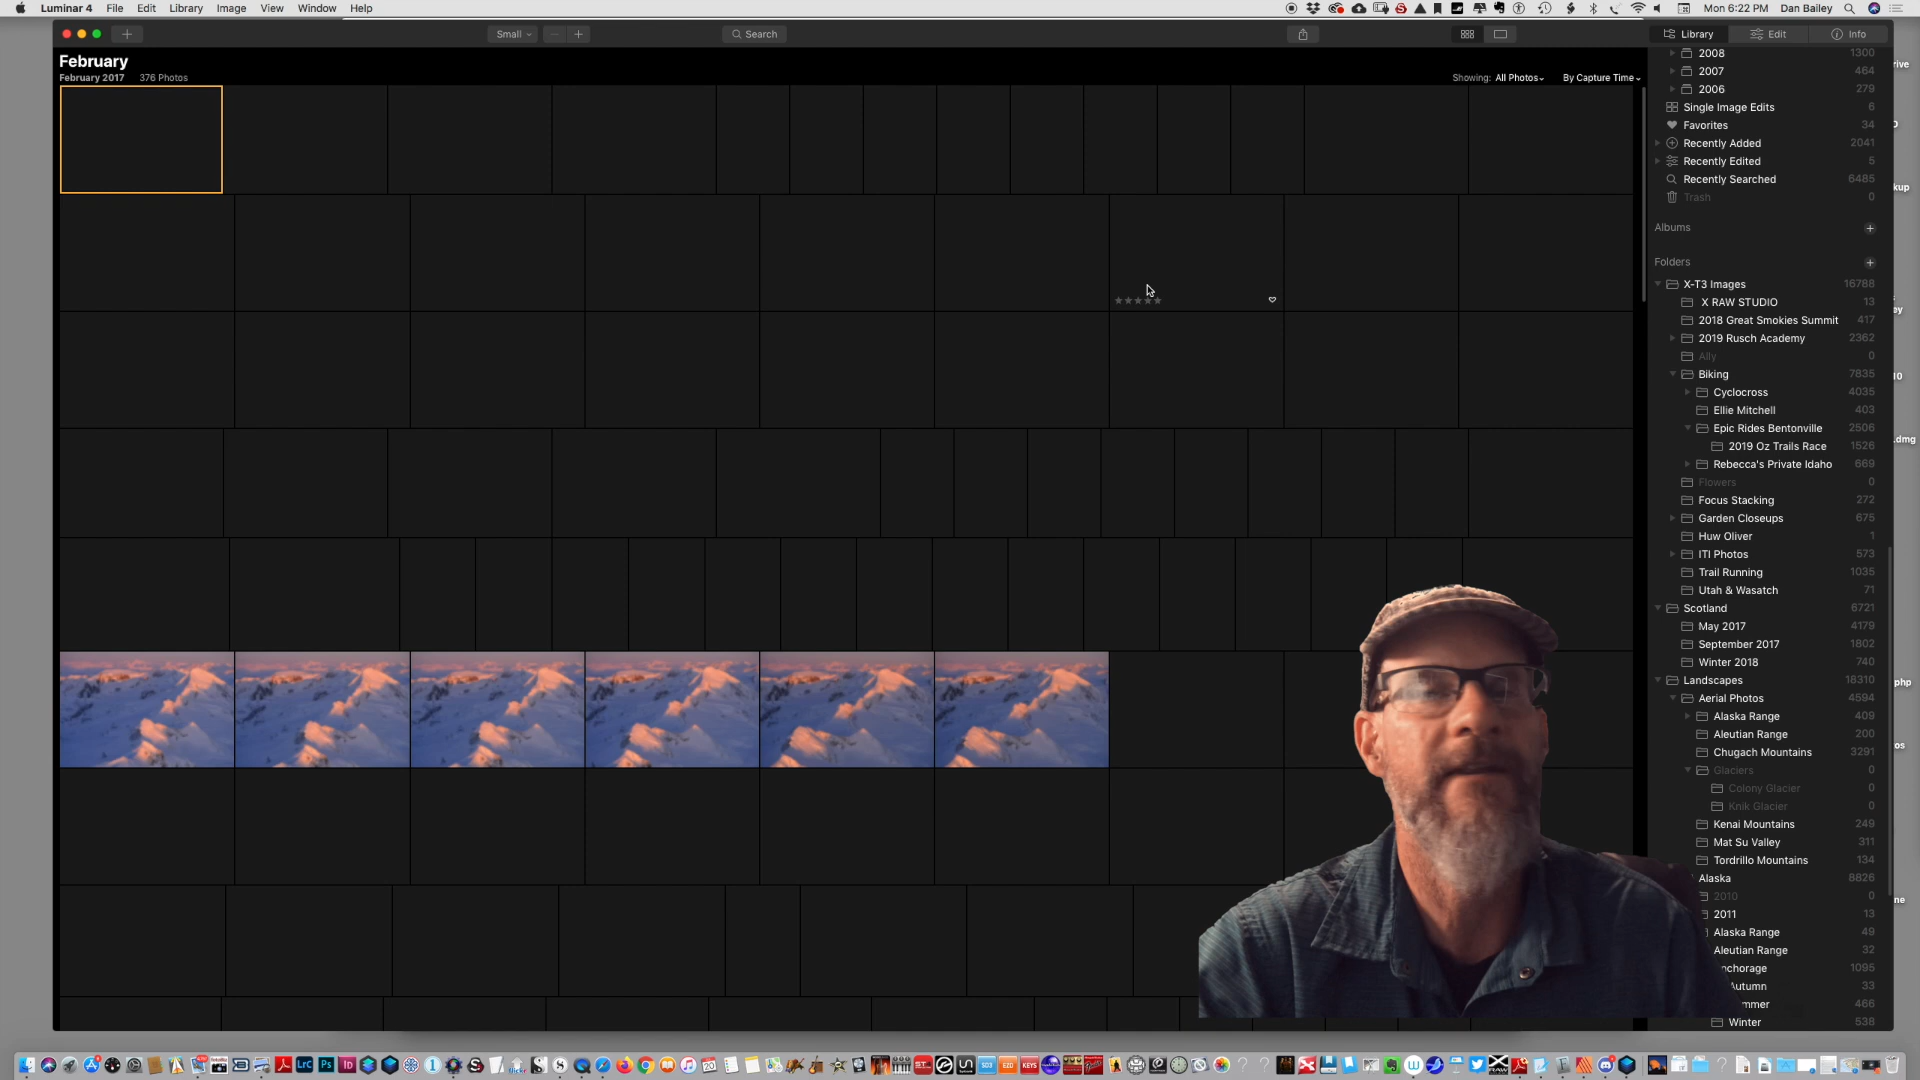 Luminar 4 File Edit Library Image View Window Help
Mon 6:22 PM Dan Bailey
Small
Search
Library
Edit
Info
February
February 2017 376 Photos
Showing: All Photos
By Capture Time
2008 1300
2007 464
2006 279
Single Image Edits 6
Favorites 34
Recently Added 2041
Recently Edited 5
Recently Searched 6485
Trash 0
Albums
Folders
X-T3 Images 16788
X RAW STUDIO 13
2018 Great Smokies Summit 417
2019 Rusch Academy 2362
Ally 0
Biking 7835
Cyclocross 4035
Ellie Mitchell 403
Epic Rides Bentonville 2506
2019 Oz Trails Race 1526
Rebecca's Private Idaho 669
Flowers 0
Focus Stacking 272
Garden Closeups 675
Huw Oliver 1
ITI Photos 573
Trail Running 1035
Utah & Wasatch 71
Scotland 6721
May 2017 4179
September 2017 1802
Winter 2018 740
Landscapes 18310
Aerial Photos 4594
Alaska Range 409
Aleutian Range 200
Chugach Mountains 3291
Glaciers 0
Colony Glacier 0
Knik Glacier 0
Kenai Mountains 249
Mat Su Valley 311
Tordrillo Mountains 134
Alaska 8826
2010 0
2011 13
Alaska Range 49
Aleutian Range 32
nchorage 1095
utumn 33
mmer 466
Winter 538
.dmg
php
LrC Ps Id